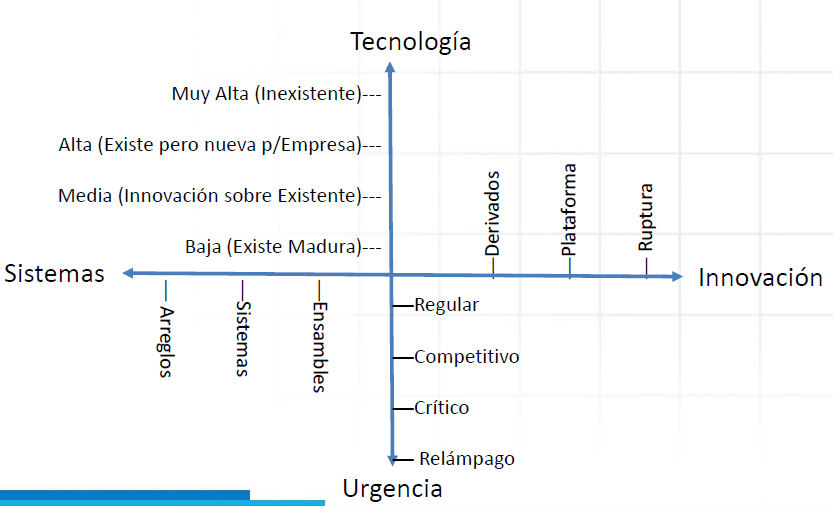 Tecnología
Muy Alta (Inexistente)---
Alta (Existe pero nueva p/Empresa)---
Media (Innovación sobre Existente)---
Baja (Existe Madura)---
Derivados
Plataforma
Ruptura
Sistemas
Innovación
Arreglos
Sistemas
Ensambles
Regular
Competitivo
Crítico
Relámpago
Urgencia